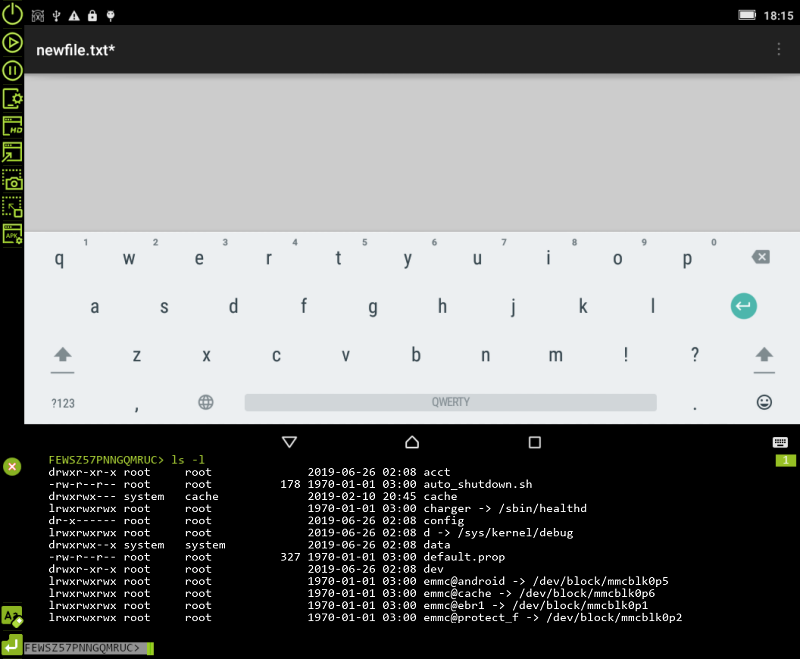 18:15
newfile.txt*
HD
APK
1 2 3 4 5 6 7 8 9 0
q w e r t y u i o p
a s d f g h j k l
z x c v b n m ! ?
?123 , QWERTY .
FEWSZ57PNNGQMRUC> ls -l
1
drwxr-xr-x root root 2019-06-26 02:08 acct
-rw-r--r-- root root 178 1970-01-01 03:00 auto_shutdown.sh
drwxrwx--- system cache 2019-02-10 20:45 cache
lrwxrwxrwx root root 1970-01-01 03:00 charger -> /sbin/healthd
dr-x------ root root 2019-06-26 02:08 config
lrwxrwxrwx root root 2019-06-26 02:08 d -> /sys/kernel/debug
drwxrwx--x system system 2019-06-26 02:08 data
-rw-r--r-- root root 327 1970-01-01 03:00 default.prop
drwxr-xr-x root root 2019-06-26 02:08 dev
lrwxrwxrwx root root 1970-01-01 03:00 emmc@android -> /dev/block/mmcblk0p5
lrwxrwxrwx root root 1970-01-01 03:00 emmc@cache -> /dev/block/mmcblk0p6
lrwxrwxrwx root root 1970-01-01 03:00 emmc@ebr1 -> /dev/block/mmcblk0p1
lrwxrwxrwx root root 1970-01-01 03:00 emmc@protect_f -> /dev/block/mmcblk0p2
FEWSZ57PNNGQMRUC>